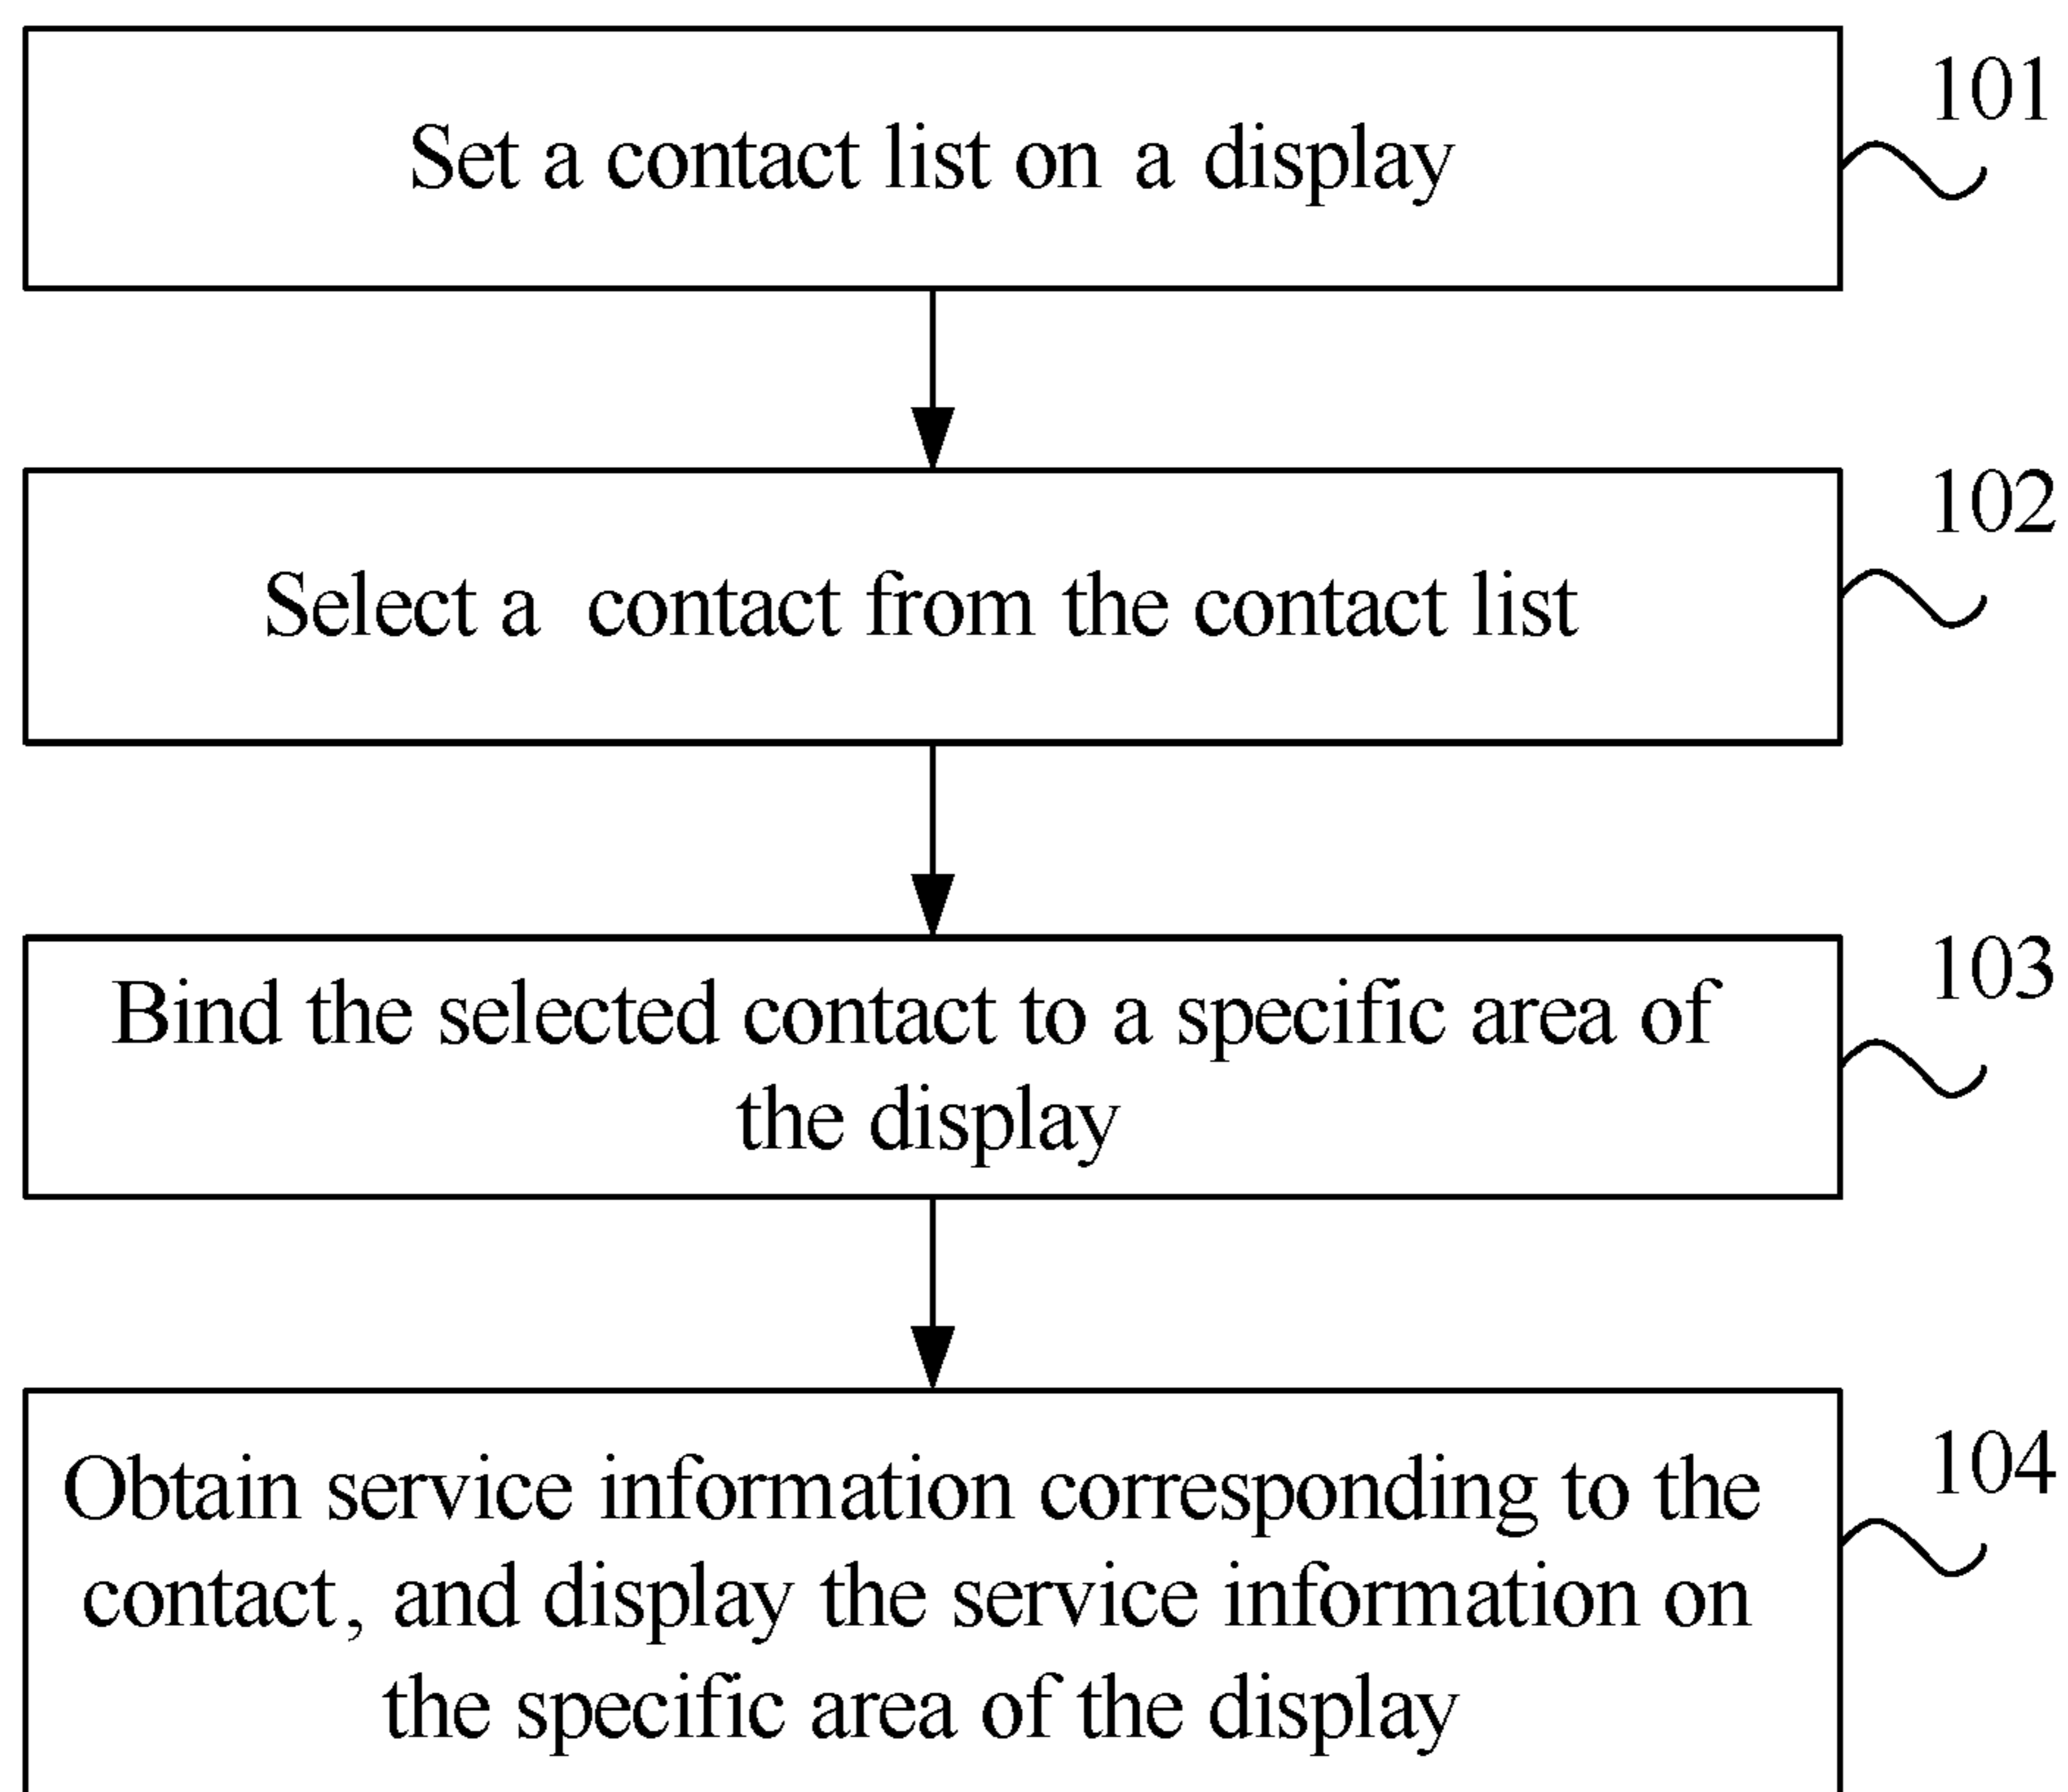 101
Set a contact list on a display
102
Select a contact from the contact list
103
Bind the selected contact to a specific area of
the display
104
Obtain service information corresponding to the
contact, and display the service information on
the specific area of the display